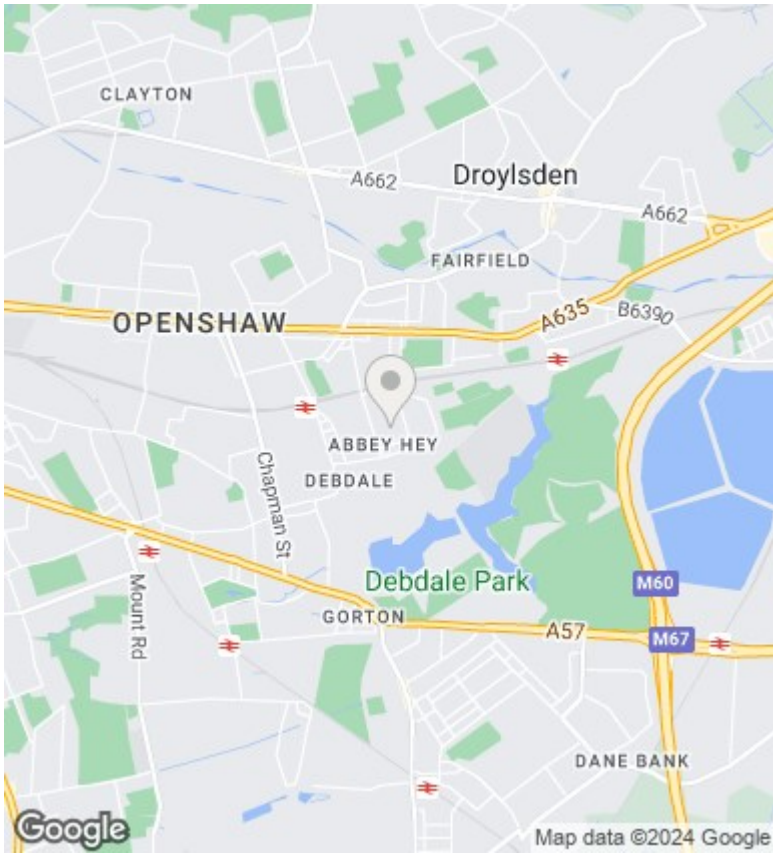 CLAYTON
A662
Droylsden
A662
FAIRFIELD
A635
B6390
OPENSHAW
ABBEY HEY
DEBDALE
Chapman St
Mount Rd
Debdale Park
M60
GORTON
A57
M67
DANE BANK
Google
Map data ©2024 Google